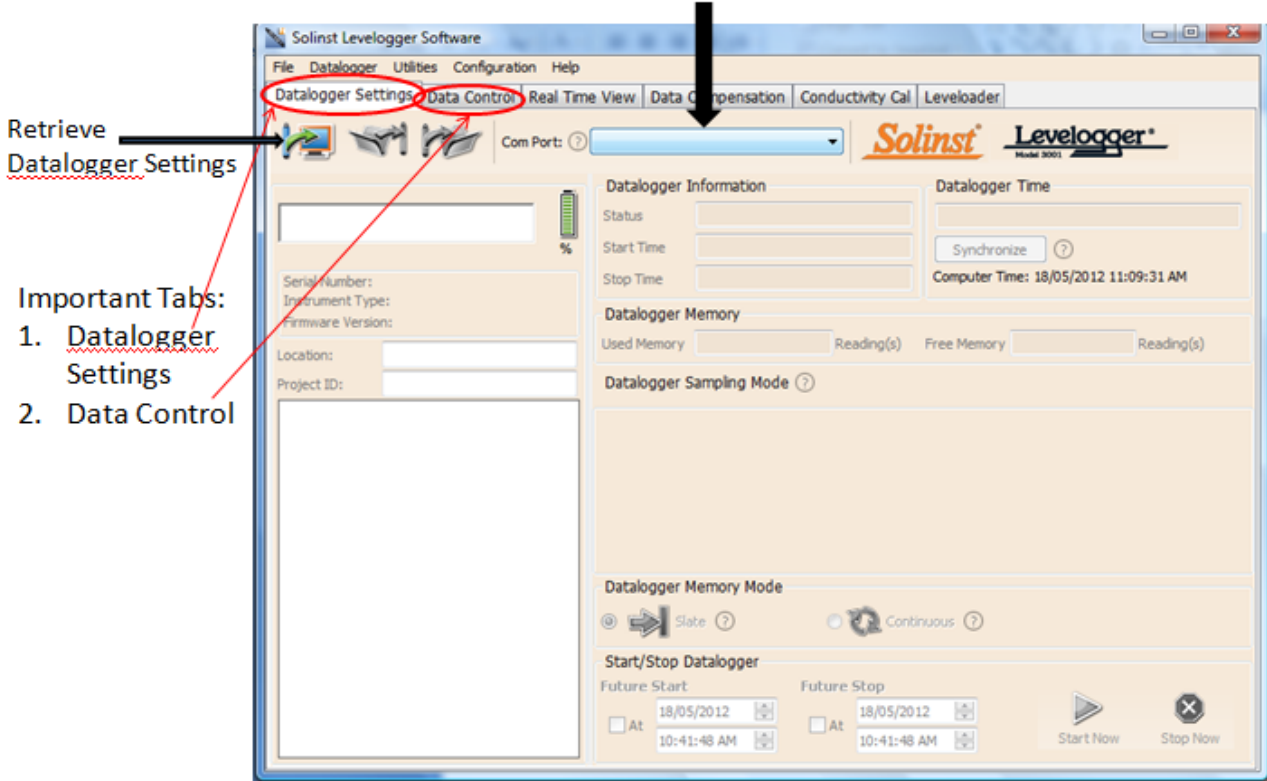 Solinst Levelogger Software
File Datalogger Utilities Configuration Help
Datalogger Settings Data Control Real Time View Data Compensation Conductivity Cal Leveloader
Retrieve
Datalogger Settings
Com Port: ?
Solinst Levelogger
Model 3001
Datalogger Information
Datalogger Time
Status
%
Start Time
Synchronize ?
Stop Time
Computer Time: 18/05/2012 11:09:31 AM
Serial Number:
Instrument Type:
Firmware Version:
Important Tabs:
1. Datalogger
Settings
2. Data Control
Datalogger Memory
Used Memory Reading(s) Free Memory Reading(s)
Location:
Project ID:
Datalogger Sampling Mode ?
Datalogger Memory Mode
Slate ? Continuous ?
Start/Stop Datalogger
Future Start Future Stop
At 18/05/2012 At 18/05/2012
10:41:48 AM 10:41:48 AM
Start Now Stop Now